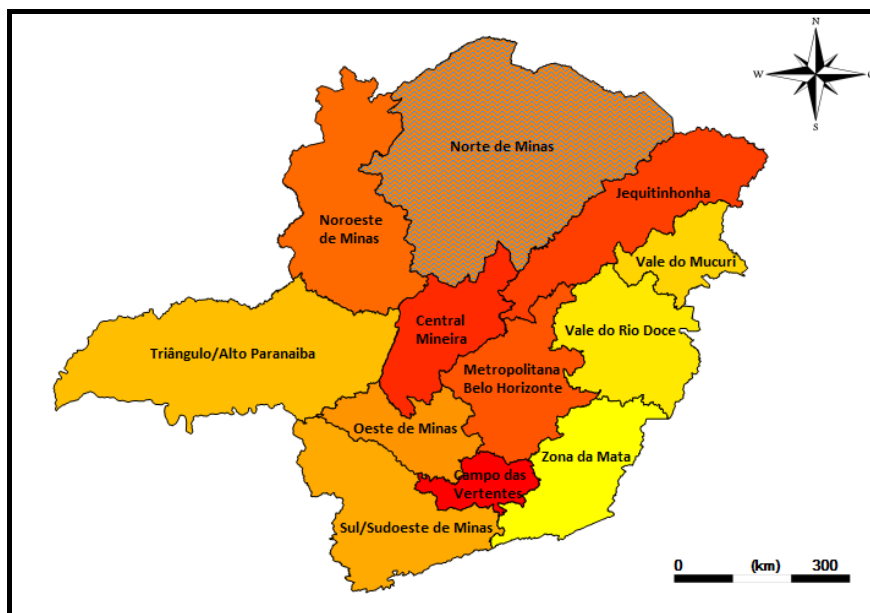 N
W
S
Norte de Minas
Jequitinhonha
Noroeste
de Minas
Vale do Mucuri
Central
Mineira
Vale do Rio Doce
Triângulo/Alto Paranaiba
Metropolitana
Belo Horizonte
Oeste de Minas
Zona da Mata
Campo das
Vertentes
Sul/Sudoeste de Minas
0 (km) 300